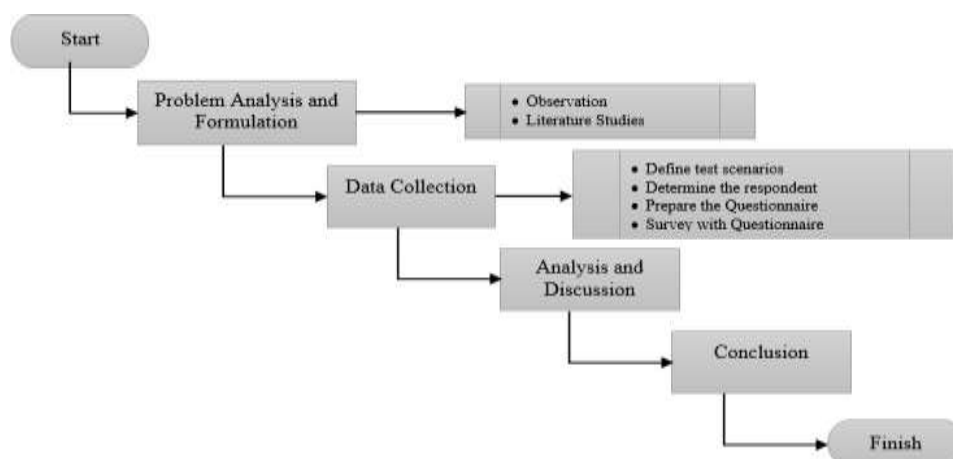 Start
Problem Analysis and
Formulation
• Observation
• Literature Studies
Data Collection
• Define test scenarios
• Determine the respondent
• Prepare the Questionnaire
• Survey with Questionnaire
Analysis and
Discussion
Conclusion
Finish